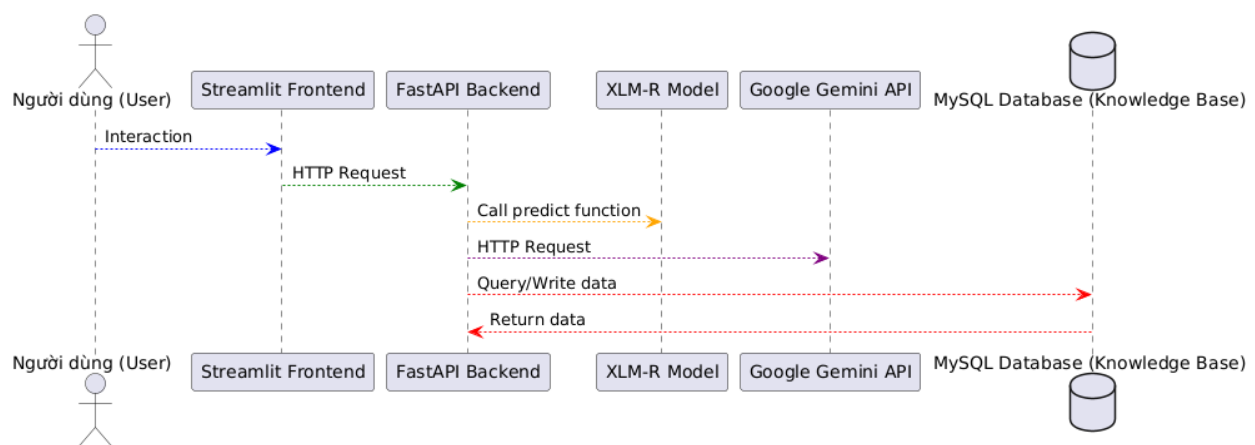 Người dùng (User)
Streamlit Frontend
FastAPI Backend
XLM-R Model
Google Gemini API
MySQL Database (Knowledge Base)
Interaction
HTTP Request
Call predict function
HTTP Request
Query/Write data
Return data
Người dùng (User)
Streamlit Frontend
FastAPI Backend
XLM-R Model
Google Gemini API
MySQL Database (Knowledge Base)